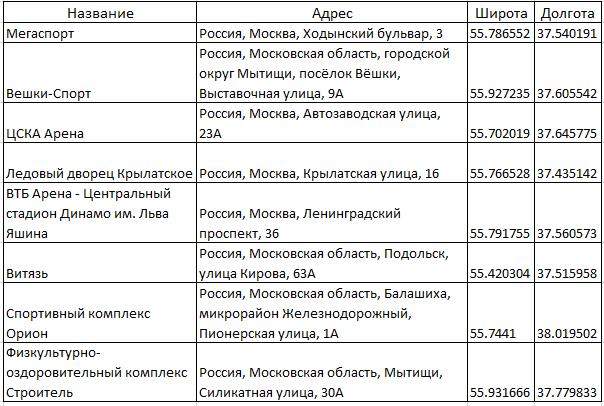 Название Адрес Широта Долгота
Мегаспорт Россия, Москва, Ходынский бульвар, 3 55.786552 37.540191
Россия, Московская область, городской
округ Мытищи, посёлок Вёшки,
Вешки-Спорт Выставочная улица, 9А 55.927235 37.605542
Россия, Москва, Автозаводская улица,
ЦСКА Арена 23А 55.702019 37.645775
Ледовый дворец Крылатское Россия, Москва, Крылатская улица, 16 55.766528 37.435142
ВТБ Арена - Центральный
стадион Динамо им. Льва Россия, Москва, Ленинградский
Яшина проспект, 36 55.791755 37.560573
Россия, Московская область, Подольск,
Витязь улица Кирова, 63А 55.420304 37.515958
Россия, Московская область, Балашиха,
Спортивный комплекс микрорайон Железнодорожный,
Орион Пионерская улица, 1А 55.7441 38.019502
Физкультурно-
оздоровительный комплекс Россия, Московская область, Мытищи,
Строитель Силикатная улица, 30А 55.931666 37.779833